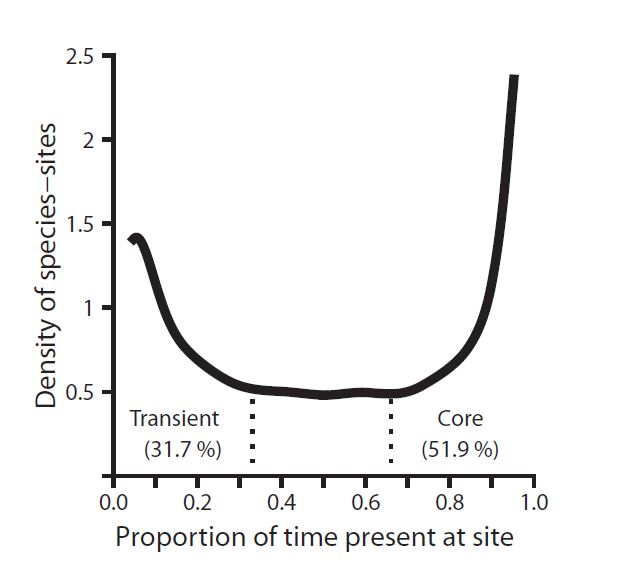 2.5
2
1.5
1
0.5
Density of species–sites
Transient
(31.7 %)
Core
(51.9 %)
0.0 0.2 0.4 0.6 0.8 1.0
Proportion of time present at site